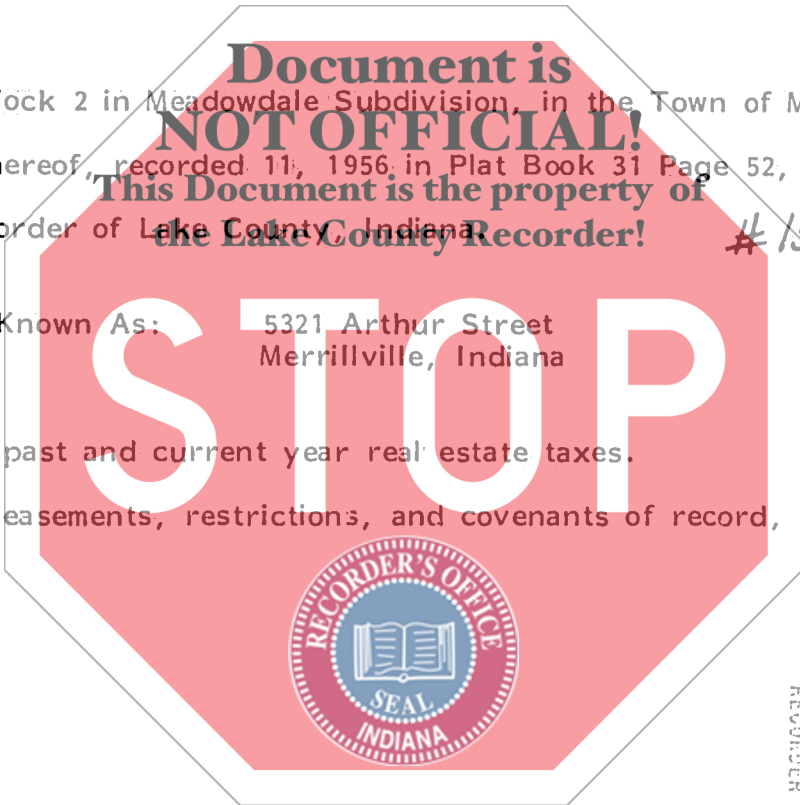 Document is
ock 2 in Meadowdale Subdivision, in the Town of M
NOT OFFICIAL!
ereof, recorded 11, 1956 in Plat Book 31 Page 52,
This Document is the property of
order of Lake County, Indiana.
the Lake County Recorder!
#
Known As: 5321 Arthur Street
Merrillville, Indiana
STOP
past and current year real estate taxes.
easements, restrictions, and covenants of record,
RECORDER'S OFFICE
SEAL
INDIANA
RECORDER